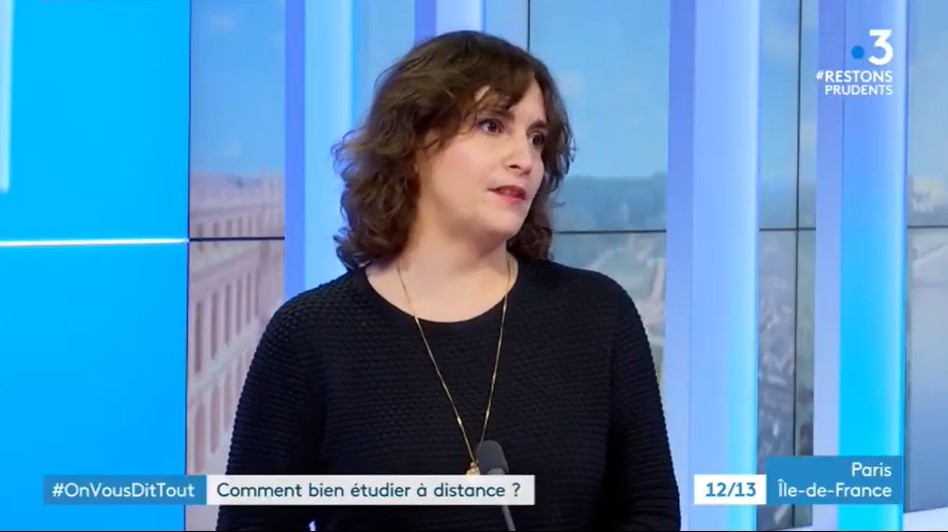 3
#RESTONS
PRUDENTS
#OnVousDitTout
Comment bien étudier à distance ?
12/13
Paris
Île-de-France